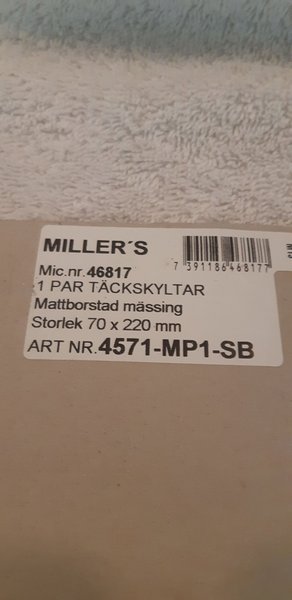 MILLER´S
7 391186 468177
Mic.nr.46817
1 PAR TÄCKSKYLTAR
Mattborstad mässing
Storlek 70 x 220 mm
ART NR.4571-MP1-SB